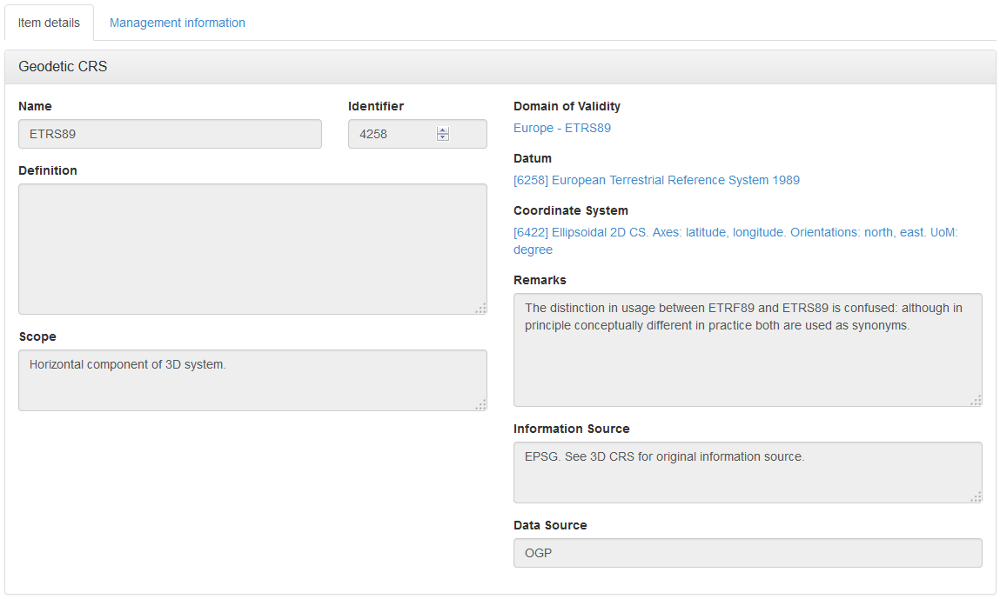 Item details
Management information
Geodetic CRS
Name
Identifier
ETRS89
4258
Definition
Scope
Horizontal component of 3D system.
Domain of Validity
Europe - ETRS89
Datum
[6258] European Terrestrial Reference System 1989
Coordinate System
[6422] Ellipsoidal 2D CS. Axes: latitude, longitude. Orientations: north, east. UoM:
degree
Remarks
The distinction in usage between ETRF89 and ETRS89 is confused: although in
principle conceptually different in practice both are used as synonyms.
Information Source
EPSG. See 3D CRS for original information source.
Data Source
OGP